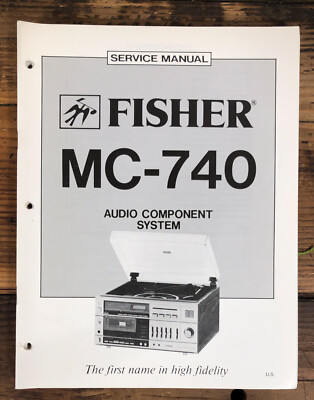 SERVICE MANUAL
FISHER®
MC-740
AUDIO COMPONENT
SYSTEM
The first name in high fidelity
U.S.